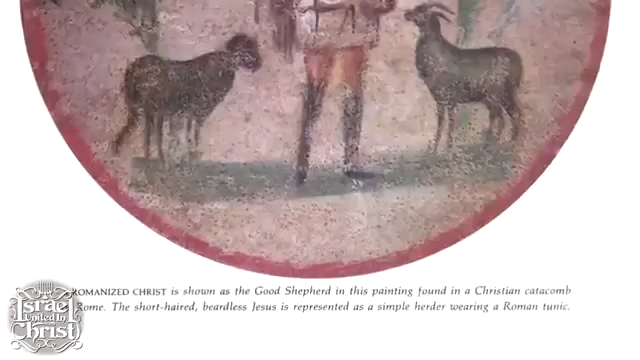 ROMANIZED CHRIST is shown as the Good Shepherd in this painting found in a Christian catacomb
Rome. The short-haired, beardless Jesus is represented as a simple herder wearing a Roman tunic.
Israel
United In
Christ